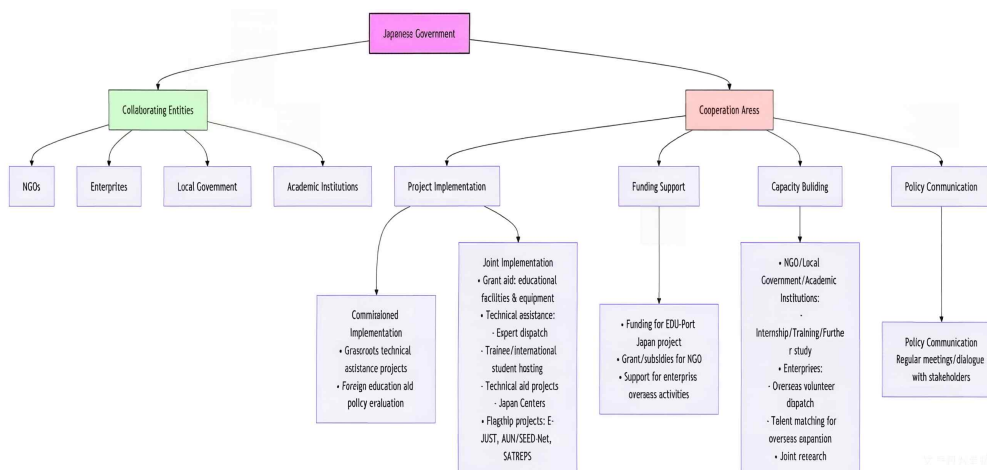 Japanese Government
Collaborating Entities
Cooperation Aress
NGOs
Enterprites
Local Government
Academic Institutions
Project Implementation
Funding Support
Capacity Buliding
Policy Communication
Commissioned
Implementation
• Grasroots technical
assistance projects
• Foreign education aid
policy evaluation
Joint Implementation
• Grant aid: educational
facilities & equipment
• Technical assistance:
- Expert dispatch
- Trainee/international
student hosting
- Technical aid projects
- Japan Centers
• Flagship projects: E-
JUST, AUN/SEED-Net,
SATREPS
• Funding for EDU-Port
Japan project
• Grant/subsidies for NGO
• Support for enterpriss
overseas activities
• NGO/Local
Government/Academic
Institutions:
-
Internship/Training/Furthe
r study
• Enterpriees:
- Overseas volunteer
dispatch
- Talent matching for
overseas expansion
• Joint research
Policy Communication
Regular meetings/dialogue
with stakeholders